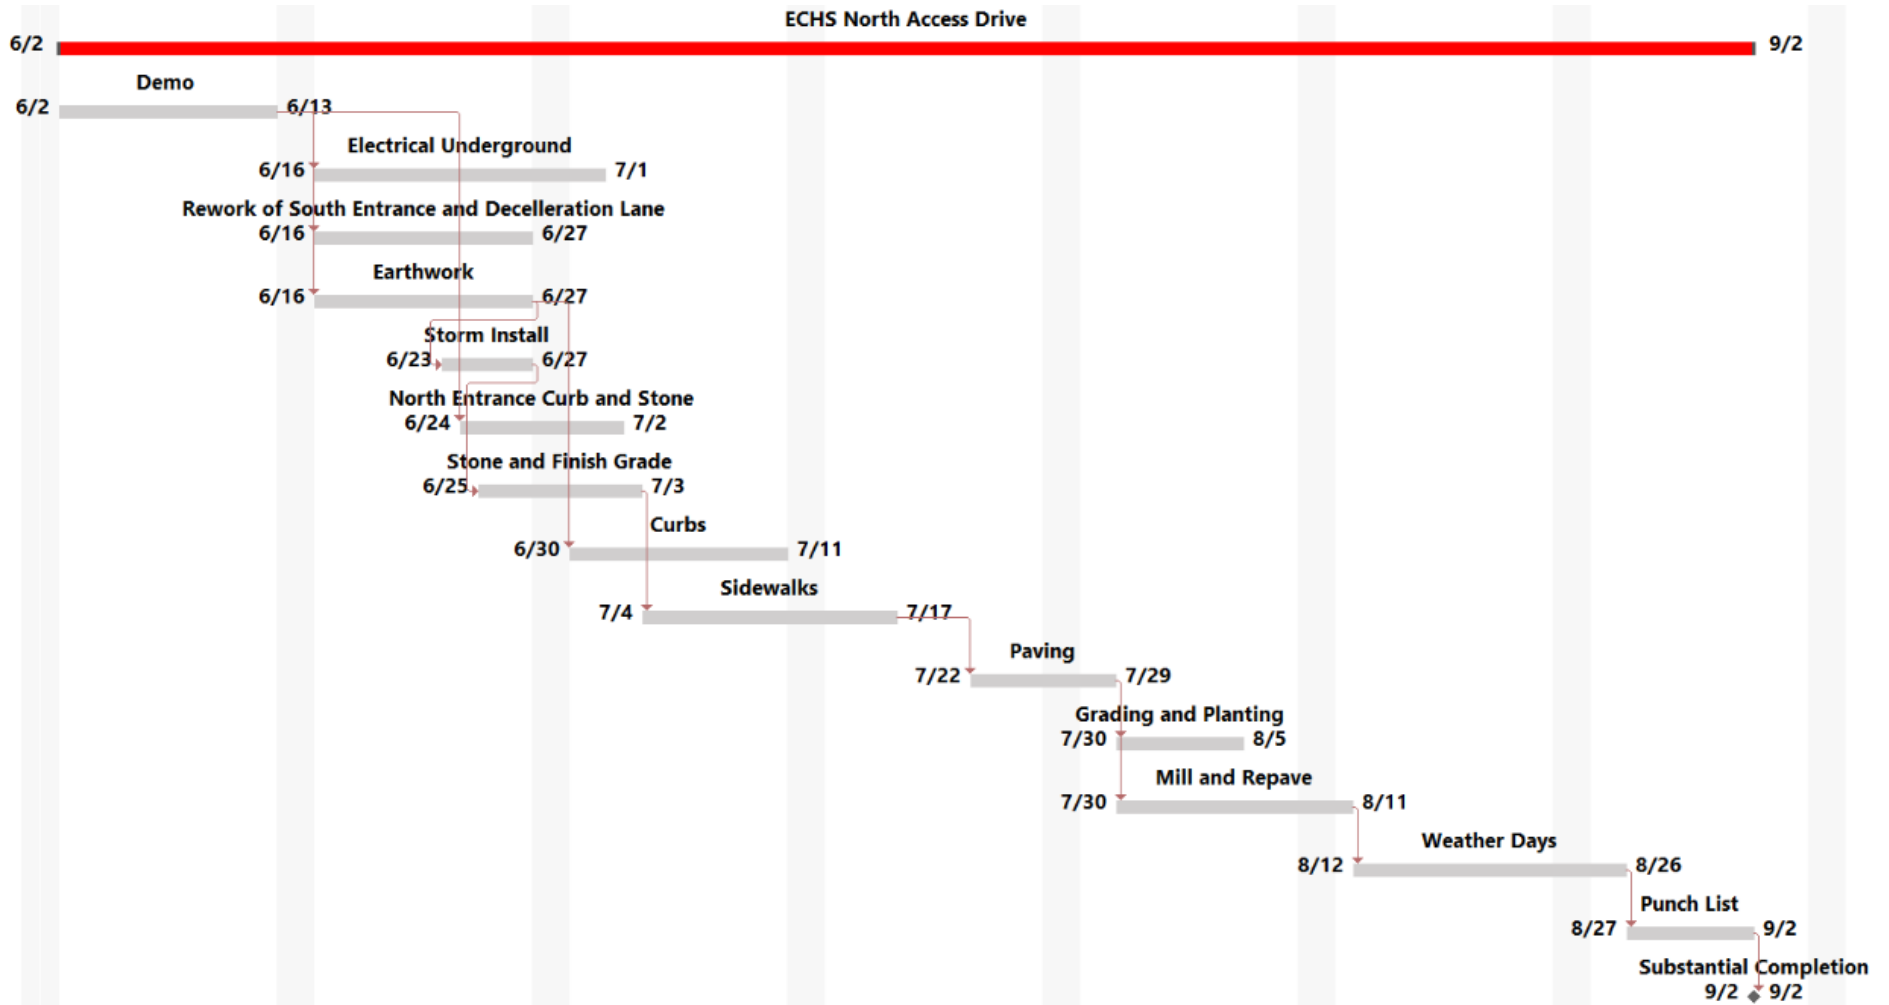 ECHS North Access Drive
6/2 9/2
Demo
6/2 6/13
Electrical Underground
6/16 7/1
Rework of South Entrance and Decelleration Lane
6/16 6/27
Earthwork
6/16 6/27
Storm Install
6/23 6/27
North Entrance Curb and Stone
6/24 7/2
Stone and Finish Grade
6/25 7/3
Curbs
6/30 7/11
Sidewalks
7/4 7/17
Paving
7/22 7/29
Grading and Planting
7/30 8/5
Mill and Repave
7/30 8/11
Weather Days
8/12 8/26
Punch List
8/27 9/2
Substantial Completion
9/2 9/2